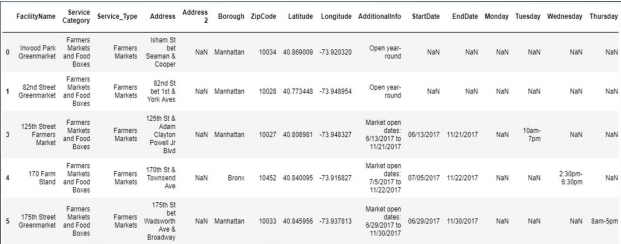 FacilityName Service Category Service_Type Address Address 2 Borough ZipCode Latitude Longitude AdditionalInfo StartDate EndDate Monday Tuesday Wednesday Thursday
0 Inwood Park Greenmarket Farmers Markets and Food Boxes Farmers Markets Isham St bet Seaman & Cooper NaN Manhattan 10034 40.869009 -73.920320 Open year-round NaN NaN NaN NaN NaN NaN
1 82nd Street Greenmarket Farmers Markets and Food Boxes Farmers Markets 82nd St bet 1st & York Aves NaN Manhattan 10028 40.773448 -73.948954 Open year-round NaN NaN NaN NaN NaN NaN
3 125th Street Farmers Market Farmers Markets and Food Boxes Farmers Markets 125th St & Adam Clayton Powell Jr Blvd NaN Manhattan 10027 40.808981 -73.948327 Market open dates: 6/13/2017 to 11/21/2017 06/13/2017 11/21/2017 NaN 10am-7pm NaN NaN
4 170 Farm Stand Farmers Markets and Food Boxes Farmers Markets 170th St & Townsend Ave NaN Bronx 10452 40.840095 -73.916827 Market open dates: 7/5/2017 to 11/22/2017 07/05/2017 11/22/2017 NaN NaN 2:30pm-6:30pm NaN
5 175th Street Greenmarket Farmers Markets and Food Boxes Farmers Markets 175th St bet Wadsworth Ave & Broadway NaN Manhattan 10033 40.845956 -73.937813 Market open dates: 6/29/2017 to 11/30/2017 06/29/2017 11/30/2017 NaN NaN NaN 8am-5pm